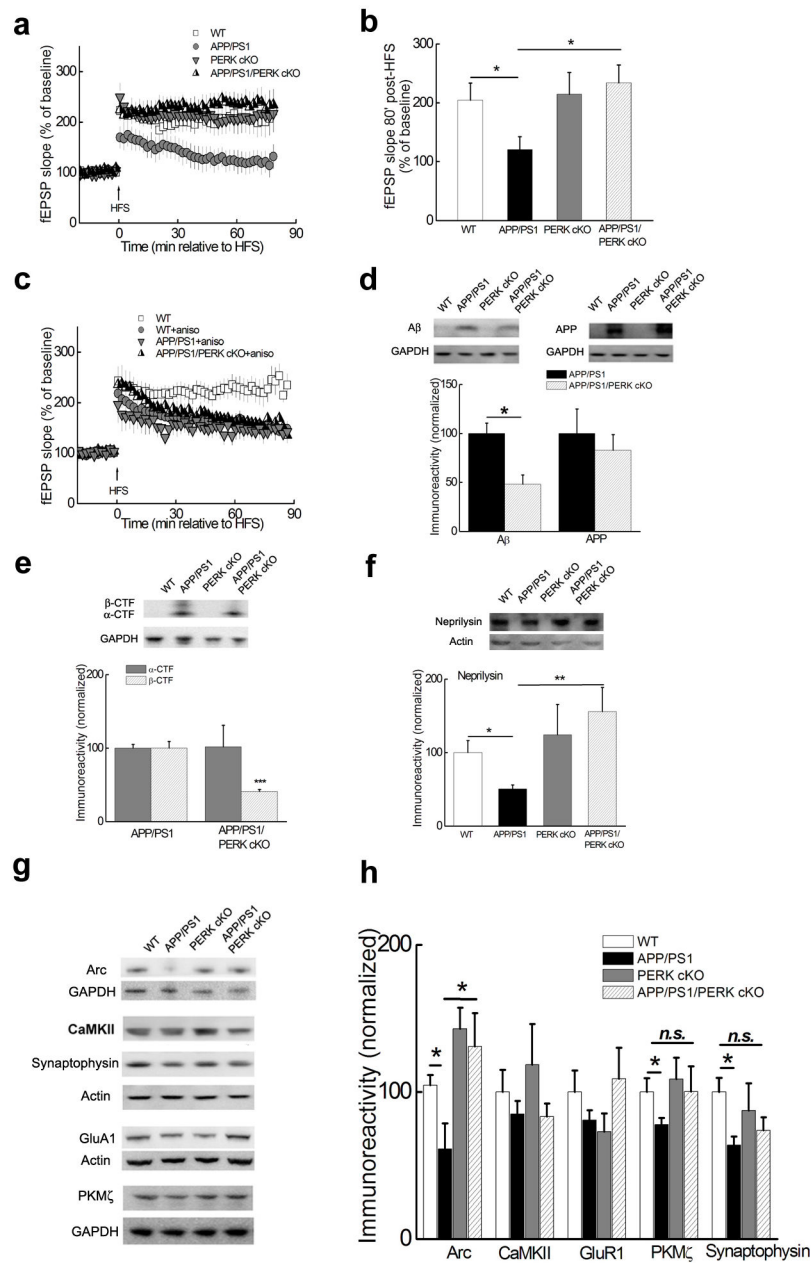 a
WT
APP/PS1
PERK cKO
APP/PS1/PERK cKO
fEPSP slope (% of baseline)
300
200
100
0
HFS
0 30 60 90
Time (min relative to HFS)
b
*
*
fEPSP slope 80' post-HFS
(% of baseline)
300
200
100
0
WT APP/PS1 PERK cKO APP/PS1/
PERK cKO
c
WT
WT+aniso
APP/PS1+aniso
APP/PS1/PERK cKO+aniso
fEPSP slope (% of baseline)
300
200
100
0
HFS
0 30 60 90
Time (min relative to HFS)
d
WT APP/PS1 PERK cKO APP/PS1
PERK cKO
Aβ
GAPDH
WT APP/PS1 PERK cKO APP/PS1
PERK cKO
APP
GAPDH
APP/PS1
APP/PS1/PERK cKO
Immunoreactivity (normalized)
150
100
50
0
*
Aβ APP
e
WT APP/PS1 PERK cKO APP/PS1
PERK cKO
β-CTF
α-CTF
GAPDH
Immunoreactivity (normalized)
200
100
0
α-CTF
β-CTF
***
APP/PS1 APP/PS1/
PERK cKO
f
WT APP/PS1 PERK cKO APP/PS1
PERK cKO
Neprilysin
Actin
Immunoreactivity (normalized)
200
100
0
Neprilysin
*
**
WT APP/PS1 PERK cKO APP/PS1/
PERK cKO
g
WT APP/PS1 PERK cKO APP/PS1
PERK cKO
Arc
GAPDH
CaMKII
Synaptophysin
Actin
GluA1
Actin
PKMζ
GAPDH
h
WT
APP/PS1
PERK cKO
APP/PS1/PERK cKO
Immunoreactivity (normalized)
200
100
0
*
*
n.s.
*
n.s.
*
Arc CaMKII GluR1 PKMζ Synaptophysin